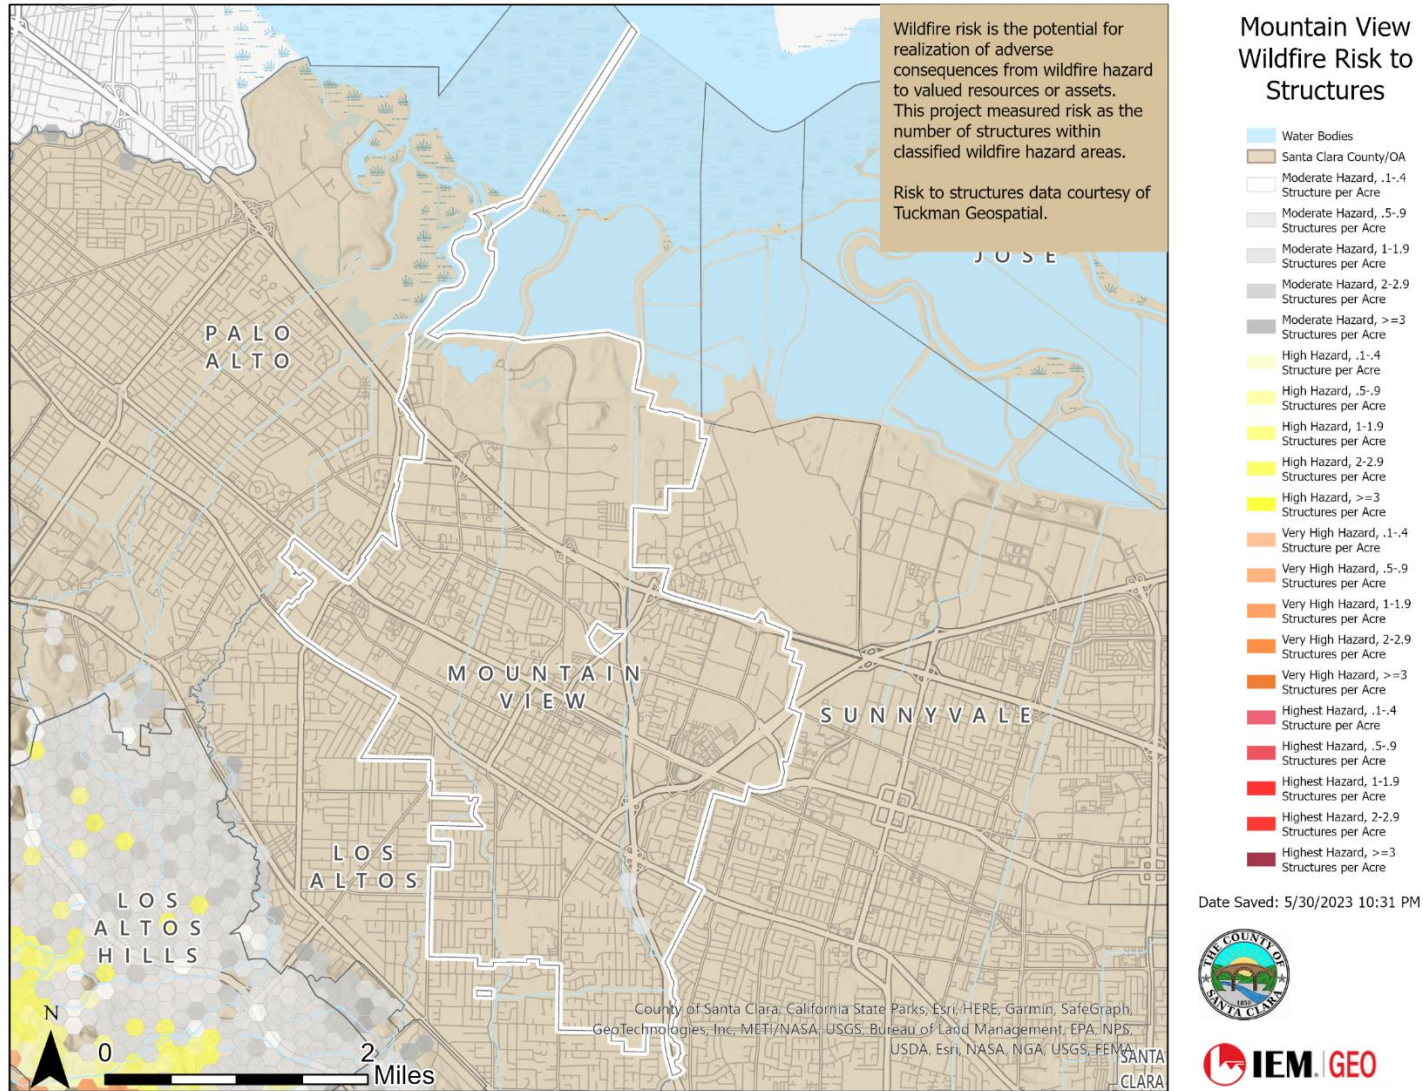 Wildfire risk is the potential for
realization of adverse
consequences from wildfire hazard
to valued resources or assets.
This project measured risk as the
number of structures within
classified wildfire hazard areas.
Risk to structures data courtesy of
Tuckman Geospatial.
JOSE
PALO
ALTO
MOUNTAIN
VIEW
SUNNYVALE
LOS
ALTOS
LOS
ALTOS
HILLS
N
0 2
Miles
County of Santa Clara, California State Parks, Esri, HERE, Garmin, SafeGraph,
GeoTechnologies, Inc, METI/NASA, USGS, Bureau of Land Management, EPA, NPS,
USDA, Esri, NASA, NGA, USGS, FEMA
SANTA
CLARA
Mountain View
Wildfire Risk to
Structures
Water Bodies
Santa Clara County/OA
Moderate Hazard, .1-.4
Structure per Acre
Moderate Hazard, .5-.9
Structures per Acre
Moderate Hazard, 1-1.9
Structures per Acre
Moderate Hazard, 2-2.9
Structures per Acre
Moderate Hazard, >=3
Structures per Acre
High Hazard, .1-.4
Structure per Acre
High Hazard, .5-.9
Structures per Acre
High Hazard, 1-1.9
Structures per Acre
High Hazard, 2-2.9
Structures per Acre
High Hazard, >=3
Structures per Acre
Very High Hazard, .1-.4
Structure per Acre
Very High Hazard, .5-.9
Structures per Acre
Very High Hazard, 1-1.9
Structures per Acre
Very High Hazard, 2-2.9
Structures per Acre
Very High Hazard, >=3
Structures per Acre
Highest Hazard, .1-.4
Structure per Acre
Highest Hazard, .5-.9
Structures per Acre
Highest Hazard, 1-1.9
Structures per Acre
Highest Hazard, 2-2.9
Structures per Acre
Highest Hazard, >=3
Structures per Acre
Date Saved: 5/30/2023 10:31 PM
THE COUNTY OF
SANTA CLARA
1850
IEM GEO